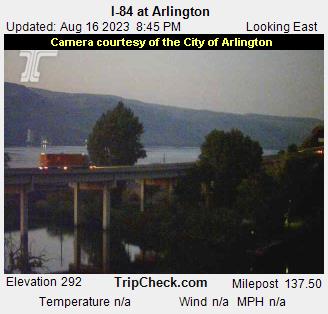 I-84 at Arlington
Updated: Aug 16 2023 8:45 PM Looking East
Camera courtesy of the City of Arlington
Elevation 292 TripCheck.com Milepost 137.50
Temperature n/a Wind n/a MPH n/a